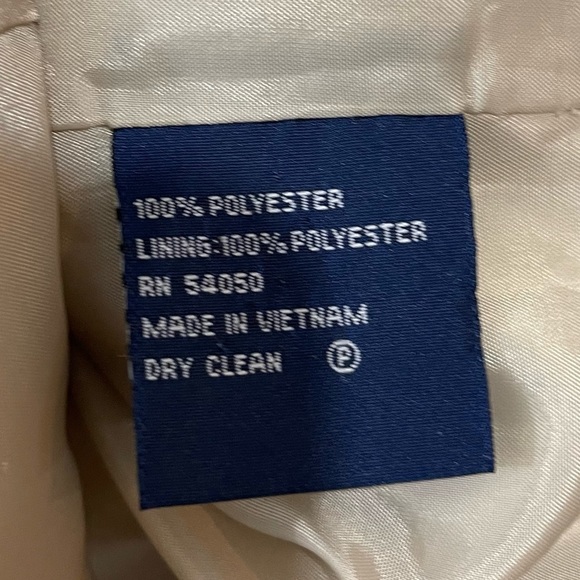 100% POLYESTER
LINING:100% POLYESTER
RN 54050
MADE IN VIETNAM
DRY CLEAN Ⓟ